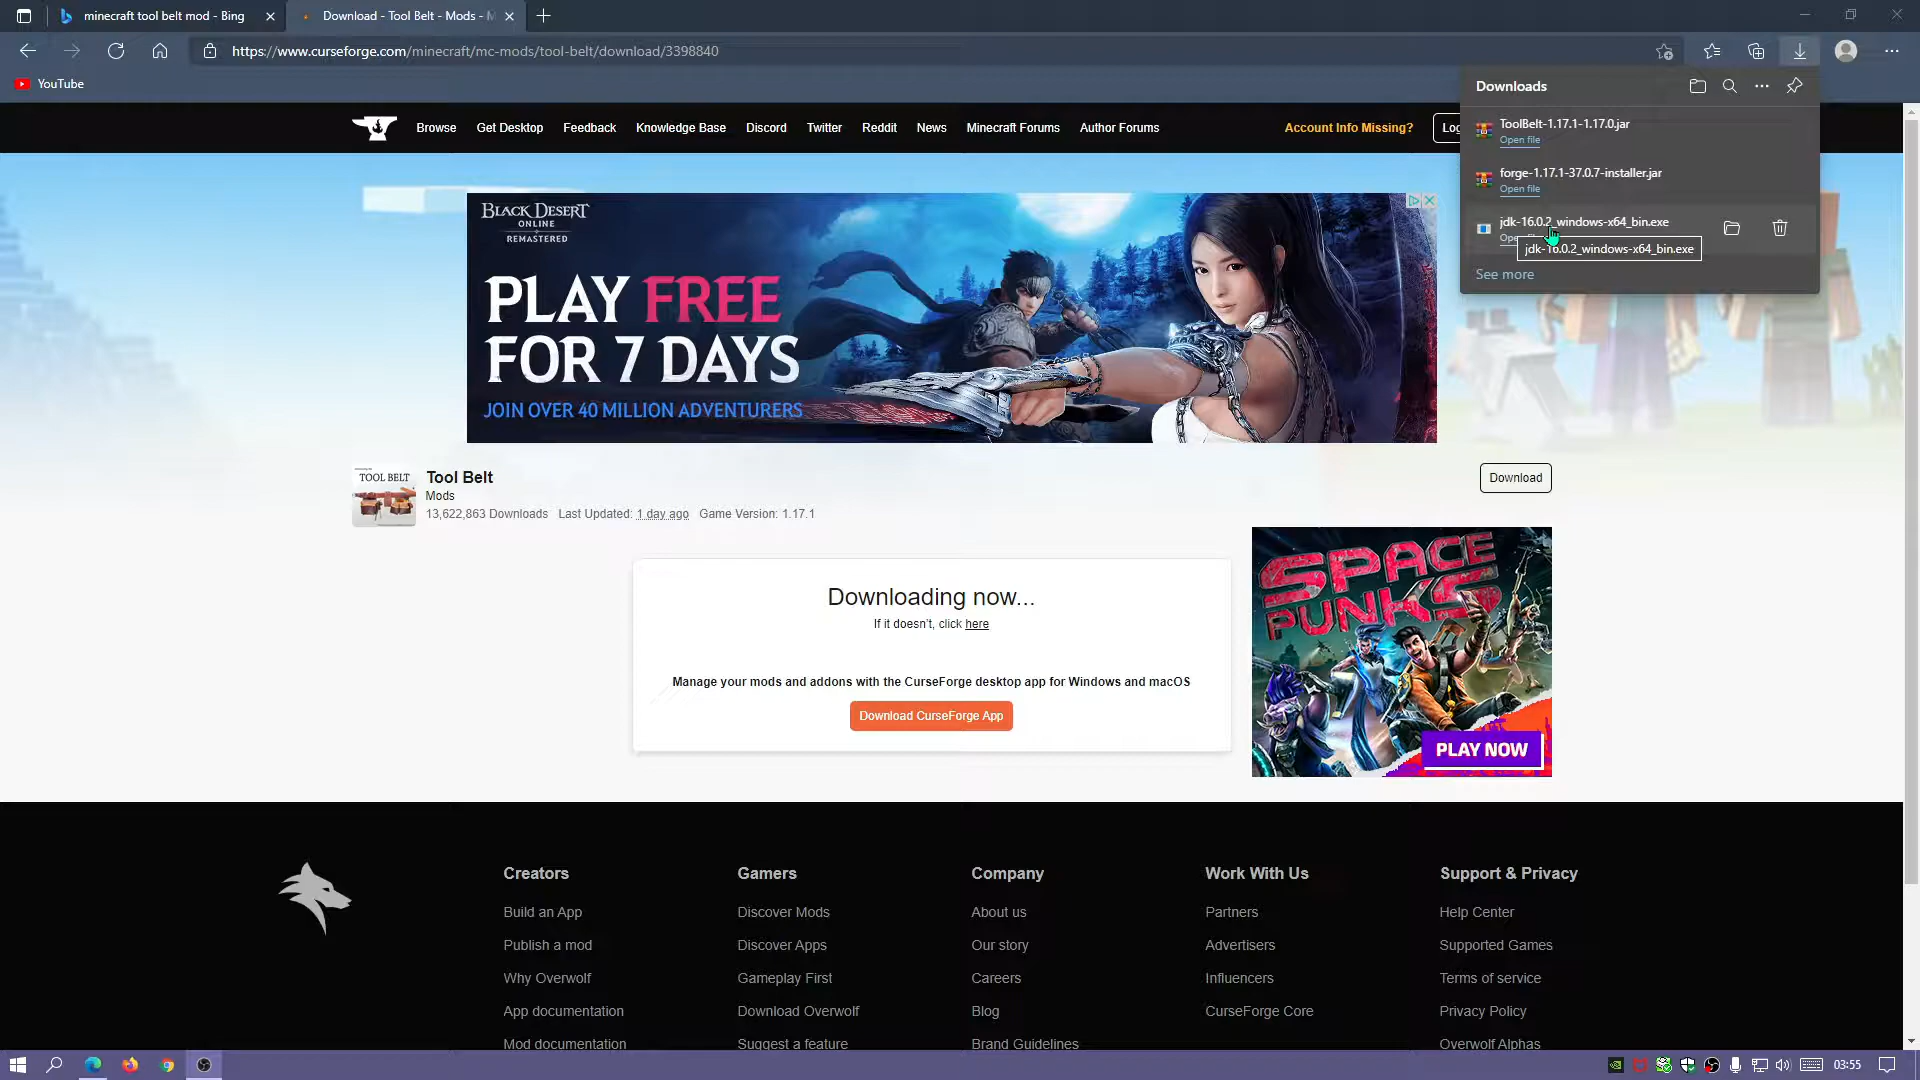 minecraft tool belt mod - Bing
Download - Tool Belt - Mods - M
https://www.curseforge.com/minecraft/mc-mods/tool-belt/download/3398840
YouTube
Downloads
ToolBelt-1.17.1-1.17.0.jar
Open file
forge-1.17.1-37.0.7-installer.jar
Open file
jdk-16.0.2_windows-x64_bin.exe
jdk-16.0.2_windows-x64_bin.exe
See more
Browse Get Desktop Feedback Knowledge Base Discord Twitter Reddit News Minecraft Forums Author Forums Account Info Missing?
BLACK DESERT
ONLINE
REMASTERED
PLAY FREE
FOR 7 DAYS
JOIN OVER 40 MILLION ADVENTURERS
TOOL BELT
Tool Belt
Mods
13,622,863 Downloads Last Updated: 1 day ago Game Version: 1.17.1
Download
Downloading now...
If it doesn't, click here
Manage your mods and addons with the CurseForge desktop app for Windows and macOS
Download CurseForge App
SPACE
PUNKS
PLAY NOW
Creators
Build an App
Publish a mod
Why Overwolf
App documentation
Mod documentation
Gamers
Discover Mods
Discover Apps
Gameplay First
Download Overwolf
Suggest a feature
Company
About us
Our story
Careers
Blog
Brand Guidelines
Work With Us
Partners
Advertisers
Influencers
CurseForge Core
Support & Privacy
Help Center
Supported Games
Terms of service
Privacy Policy
Overwolf Alphas
03:55